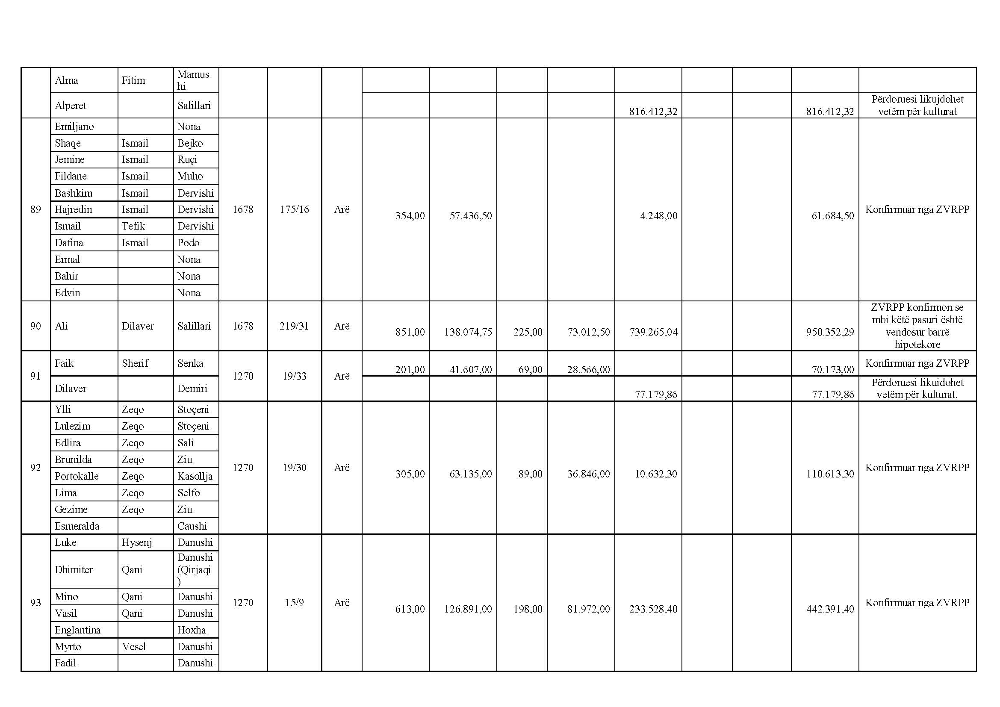 Alma Fitim Mamus
hi
Alperet Salillari 816.412,32 816.412,32 Përdoruesi likujdohet
vetëm për kulturat
Emiljano Nona
Shaqe Ismail Bejko
Jemine Ismail Ruçi
Fildane Ismail Muho
Bashkim Ismail Dervishi
89 Hajredin Ismail Dervishi 1678 175/16 Arë 354,00 57.436,50 4.248,00 61.684,50 Konfirmuar nga ZVRPP
Ismail Tefik Dervishi
Dafina Ismail Podo
Ermal Nona
Bahir Nona
Edvin Nona
90 Ali Dilaver Salillari 1678 219/31 Arë 851,00 138.074,75 225,00 73.012,50 739.265,04 950.352,29 ZVRPP konfirmon se
mbi këtë pasuri është
vendosur barrë
hipotekore
91 Faik Sherif Senka 1270 19/33 Arë 201,00 41.607,00 69,00 28.566,00 70.173,00 Konfirmuar nga ZVRPP
Dilaver Demiri 77.179,86 77.179,86 Përdoruesi likuidohet
vetëm për kulturat.
Ylli Zeqo Stoçeni
Lulezim Zeqo Stoçeni
Edlira Zeqo Sali
Brunilda Zeqo Ziu
92 Portokalle Zeqo Kasollja 1270 19/30 Arë 305,00 63.135,00 89,00 36.846,00 10.632,30 110.613,30 Konfirmuar nga ZVRPP
Lima Zeqo Selfo
Gezime Zeqo Ziu
Esmeralda Caushi
Luke Hysenj Danushi
Dhimiter Qani Danushi
(Qirjaqi
)
93 Mino Qani Danushi 1270 15/9 Arë 613,00 126.891,00 198,00 81.972,00 233.528,40 442.391,40 Konfirmuar nga ZVRPP
Vasil Qani Danushi
Englantina Hoxha
Myrto Vesel Danushi
Fadil Danushi